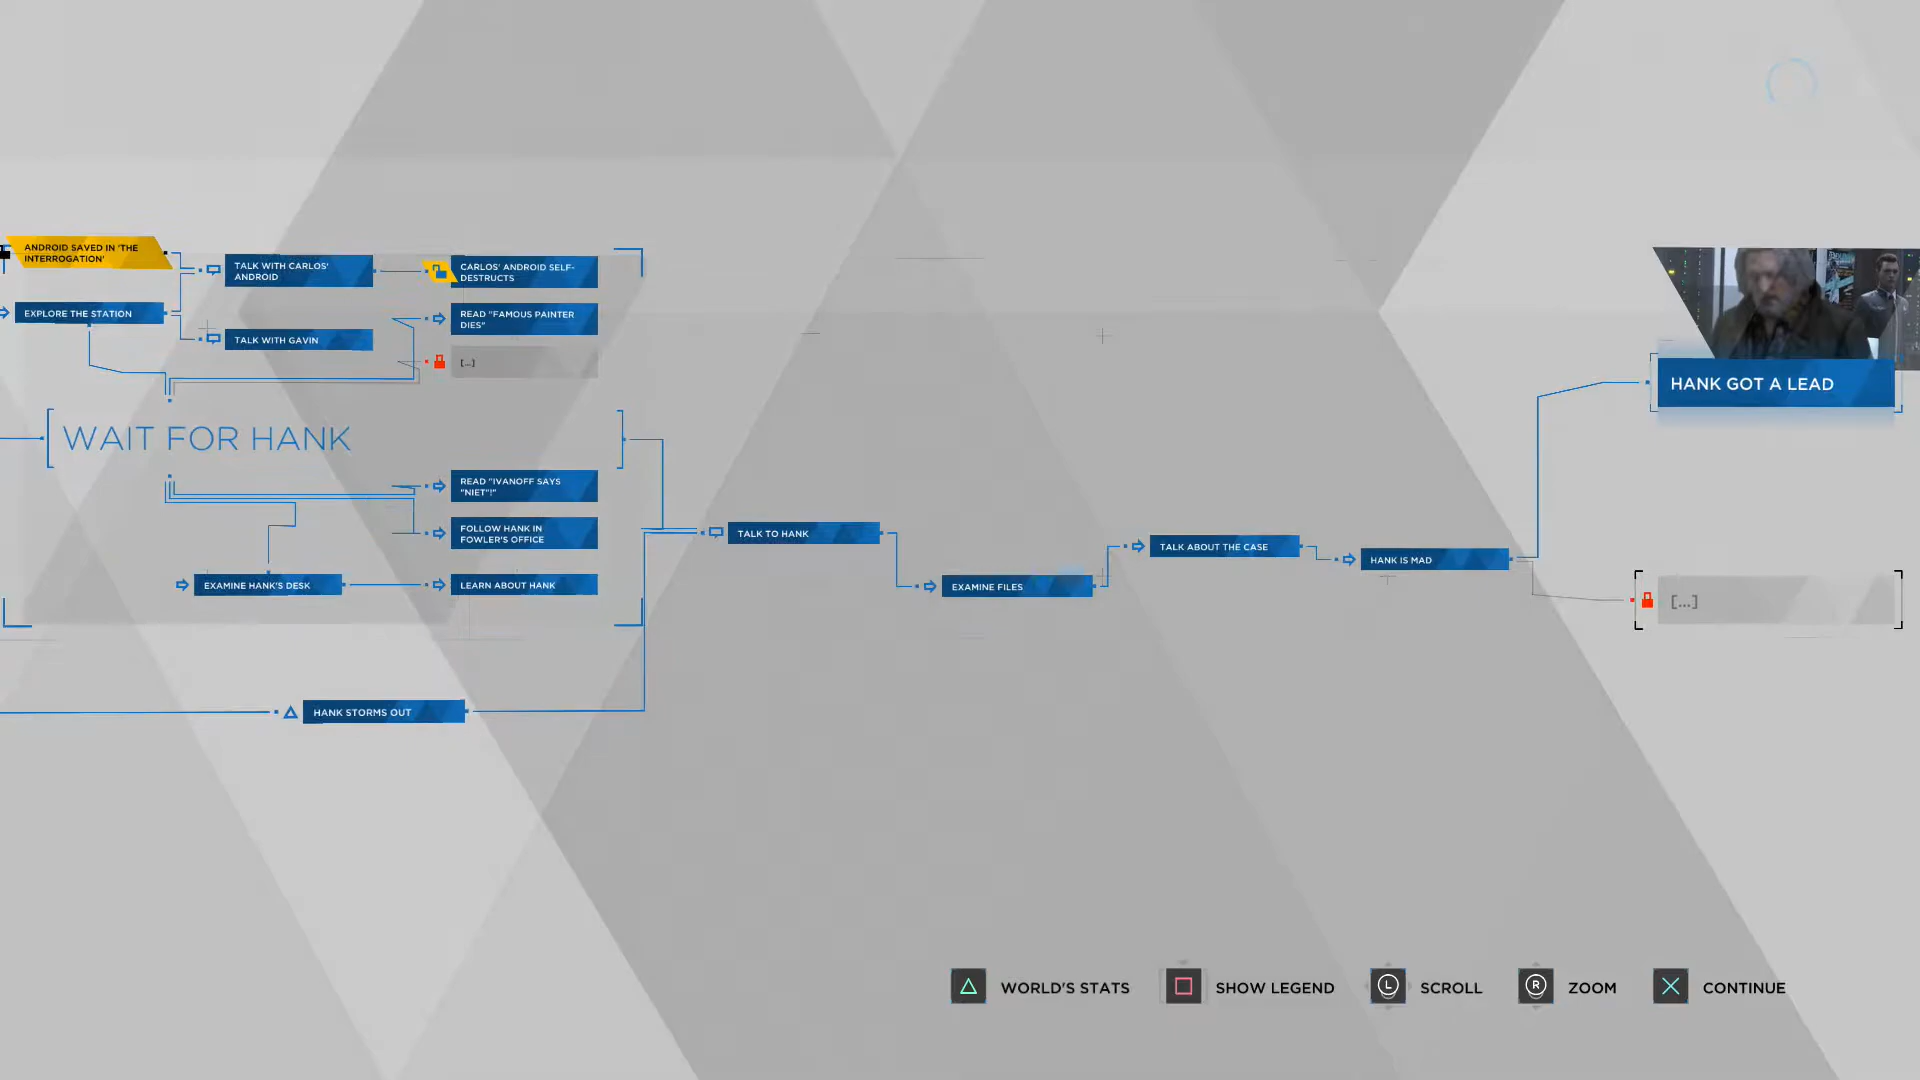 ANDROID SAVED IN 'THE
INTERROGATION'
TALK WITH CARLOS'
ANDROID
CARLOS' ANDROID SELF-
DESTRUCTS
EXPLORE THE STATION
READ "FAMOUS PAINTER
DIES"
TALK WITH GAVIN
[...]
HANK GOT A LEAD
WAIT FOR HANK
READ "IVANOFF SAYS
"NIET"!"
FOLLOW HANK IN
FOWLER'S OFFICE
TALK TO HANK
TALK ABOUT THE CASE
HANK IS MAD
EXAMINE HANK'S DESK
LEARN ABOUT HANK
EXAMINE FILES
[...]
HANK STORMS OUT
WORLD'S STATS
SHOW LEGEND
L
SCROLL
R
ZOOM
CONTINUE